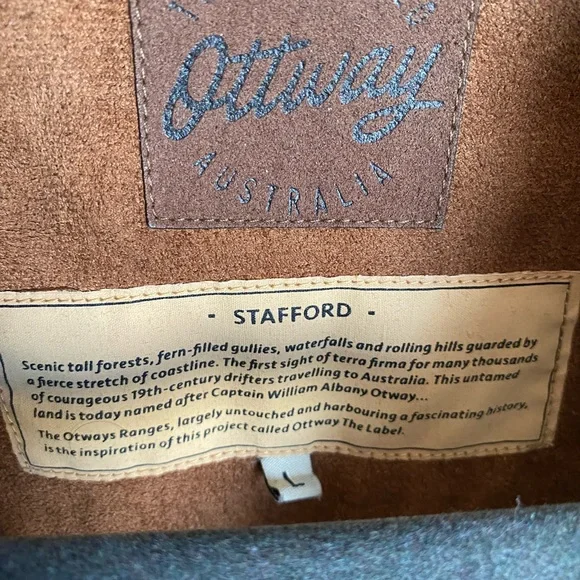 Ottway
AUSTRALIA
- STAFFORD -
Scenic tall forests, fern-filled gullies, waterfalls and rolling hills guarded by
a fierce stretch of coastline. The first sight of terra firma for many thousands
of courageous 19th-century drifters travelling to Australia. This untamed
land is today named after Captain William Albany Otway...
The Otways Ranges, largely untouched and harbouring a fascinating history,
is the inspiration of this project called Ottway The Label.
L